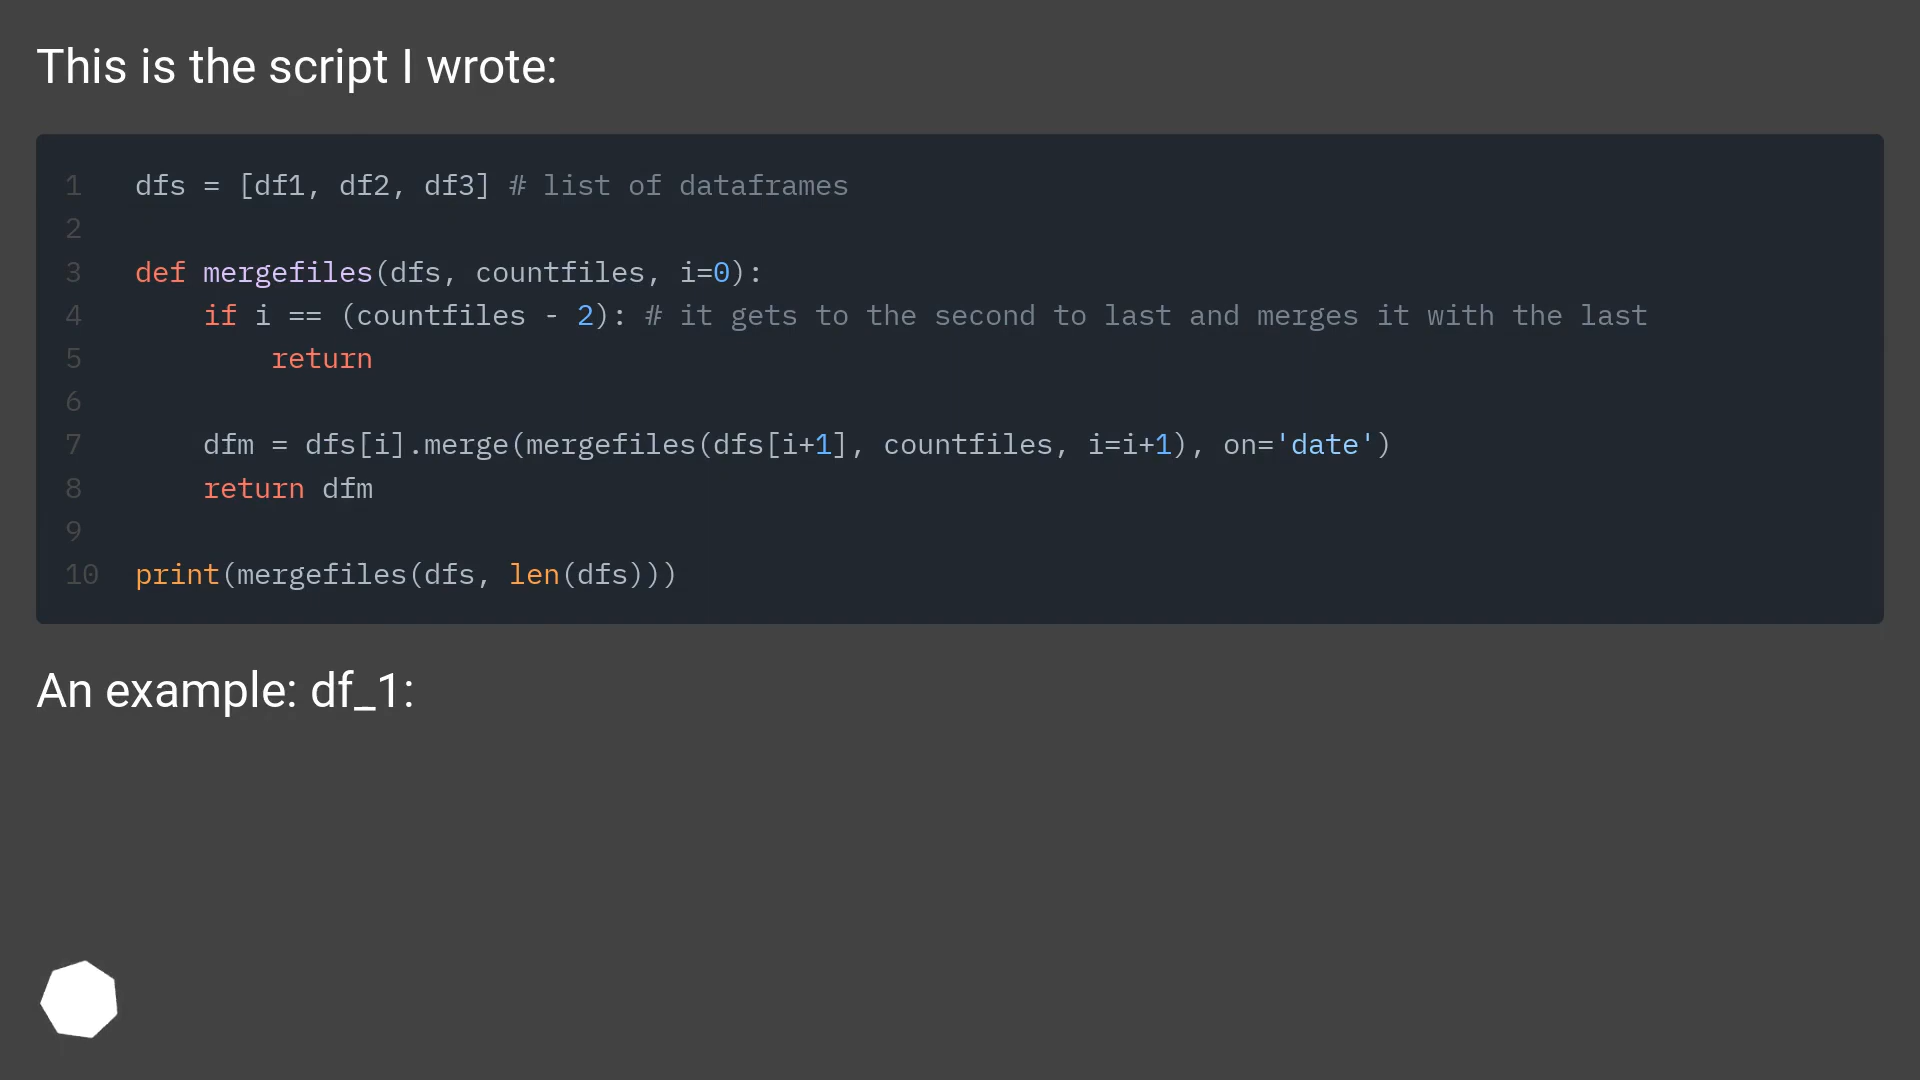 This is the script I wrote:
1 dfs = [df1, df2, df3] # list of dataframes
2
3 def mergefiles(dfs, countfiles, i=0):
4     if i == (countfiles - 2): # it gets to the second to last and merges it with the last
5         return
6
7     dfm = dfs[i].merge(mergefiles(dfs[i+1], countfiles, i=i+1), on='date')
8     return dfm
9
10 print(mergefiles(dfs, len(dfs)))
An example: df_1: